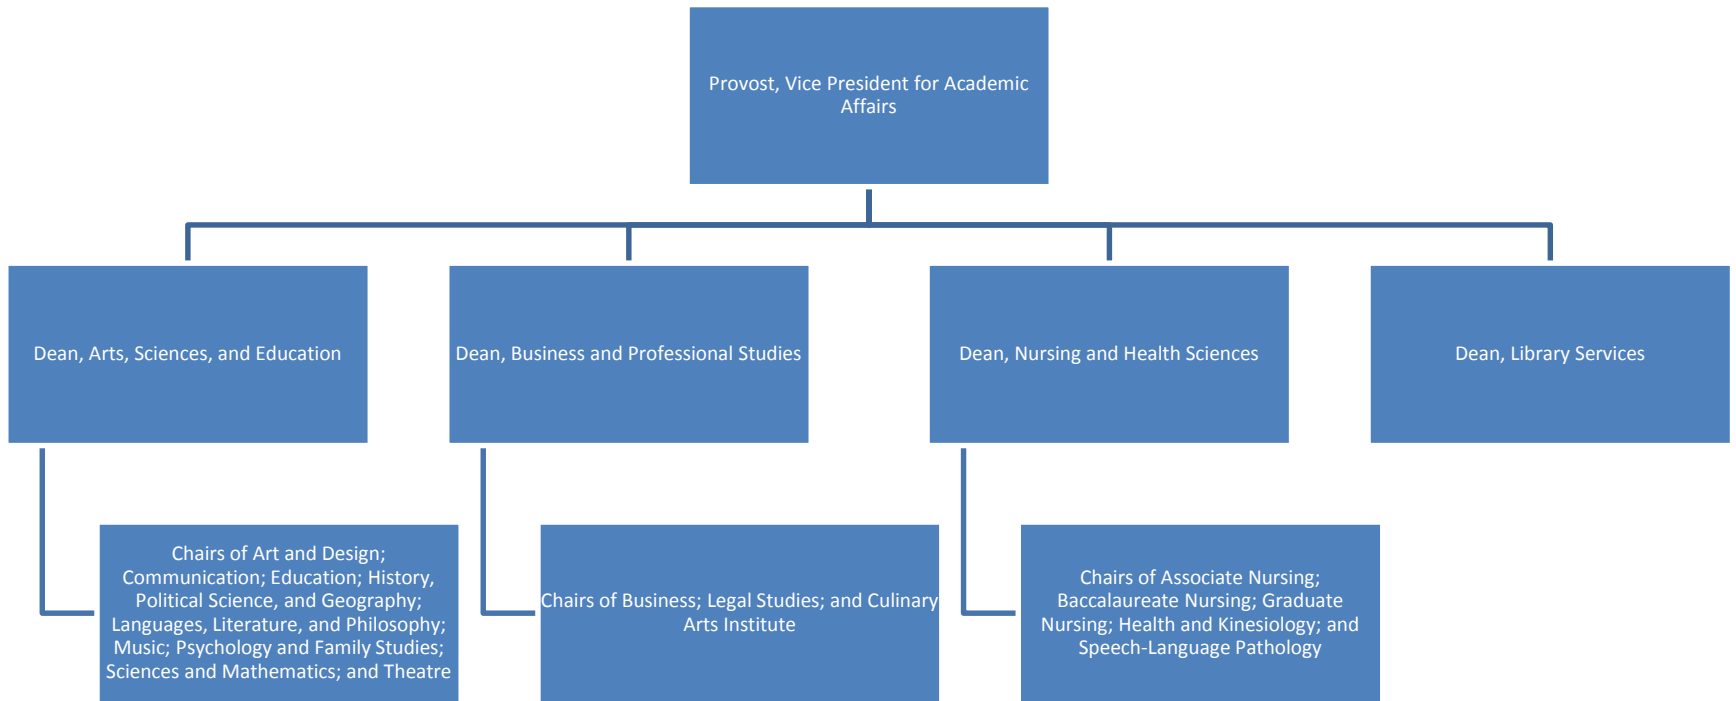 Provost, Vice President for Academic
Affairs
Dean, Arts, Sciences, and Education
Dean, Business and Professional Studies
Dean, Nursing and Health Sciences
Dean, Library Services
Chairs of Art and Design;
Communication; Education; History,
Political Science, and Geography;
Languages, Literature, and Philosophy;
Music; Psychology and Family Studies;
Sciences and Mathematics; and Theatre
Chairs of Business; Legal Studies; and Culinary
Arts Institute
Chairs of Associate Nursing;
Baccalaureate Nursing; Graduate
Nursing; Health and Kinesiology; and
Speech-Language Pathology